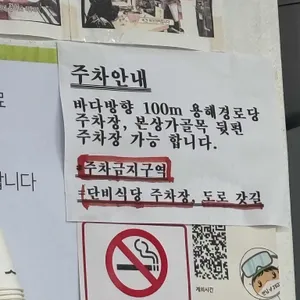 주차안내
바다방향 100m 용해경로당
주차장, 본상가골목 뒷편
주차장 가능 합니다.
주차금지구역
단비식당 주차장, 도로 갓길
니다